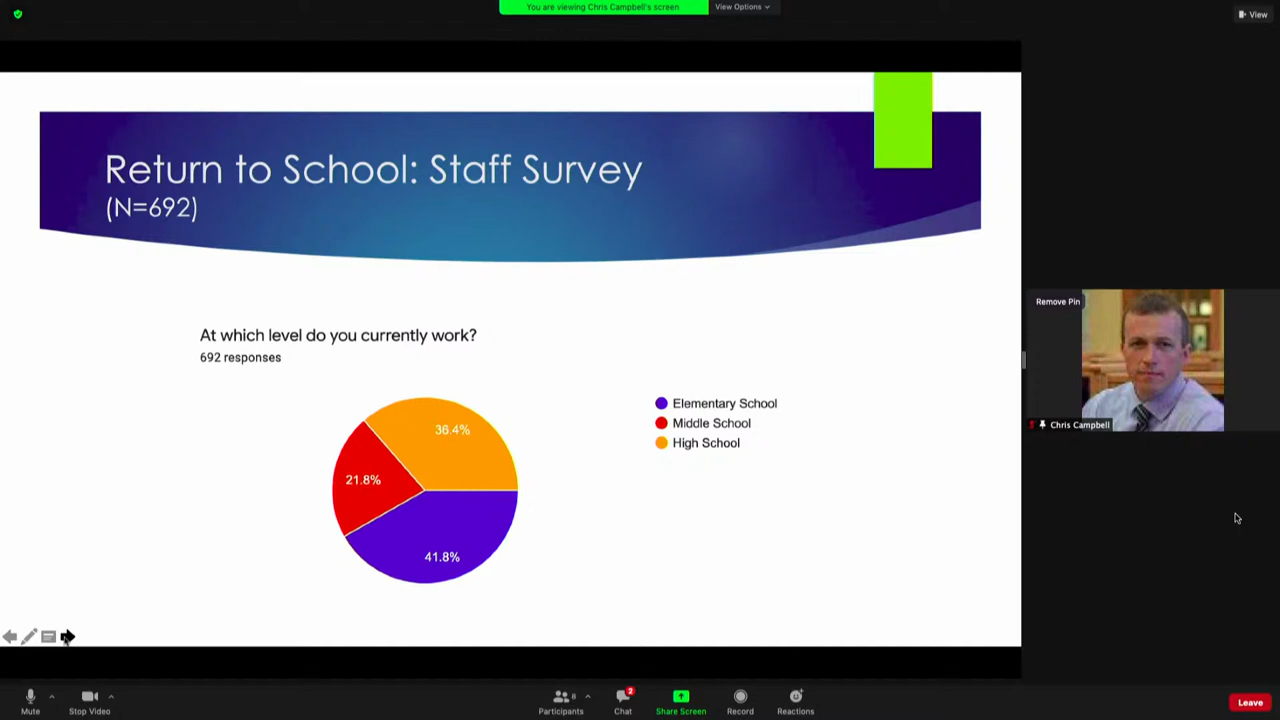 You are viewing Chris Campbell's screen
View Options
View
Return to School: Staff Survey
(N=692)
At which level do you currently work?
692 responses
36.4%
21.8%
41.8%
Elementary School
Middle School
High School
Remove Pin
Chris Campbell
Mute
Stop Video
Participants
8
Chat
2
Share Screen
Record
Reactions
Leave